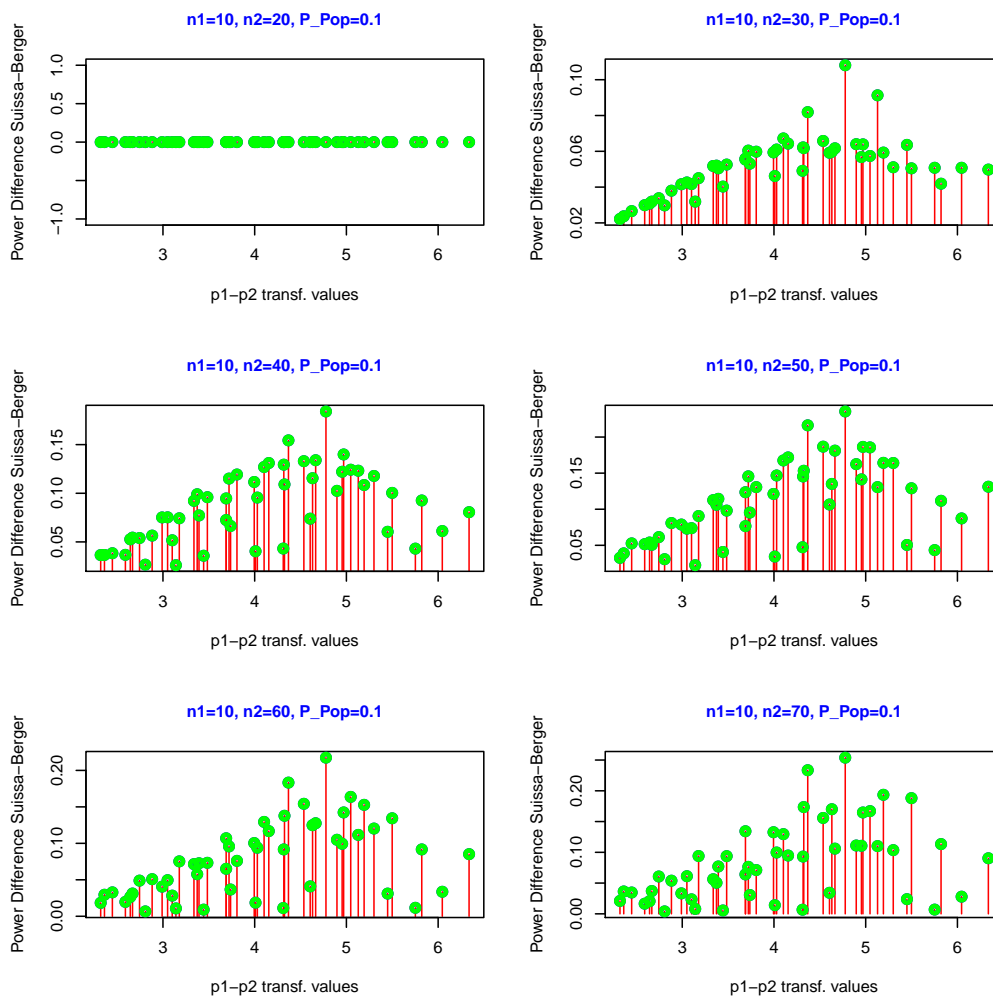 n1=10, n2=20, P_Pop=0.1
Power Difference Suissa−Berger
1.0
0.5
0.0
−1.0
3 4 5 6
p1−p2 transf. values
n1=10, n2=30, P_Pop=0.1
Power Difference Suissa−Berger
0.10
0.06
0.02
3 4 5 6
p1−p2 transf. values
n1=10, n2=40, P_Pop=0.1
Power Difference Suissa−Berger
0.15
0.10
0.05
3 4 5 6
p1−p2 transf. values
n1=10, n2=50, P_Pop=0.1
Power Difference Suissa−Berger
0.15
0.05
3 4 5 6
p1−p2 transf. values
n1=10, n2=60, P_Pop=0.1
Power Difference Suissa−Berger
0.20
0.10
0.00
3 4 5 6
p1−p2 transf. values
n1=10, n2=70, P_Pop=0.1
Power Difference Suissa−Berger
0.20
0.10
0.00
3 4 5 6
p1−p2 transf. values